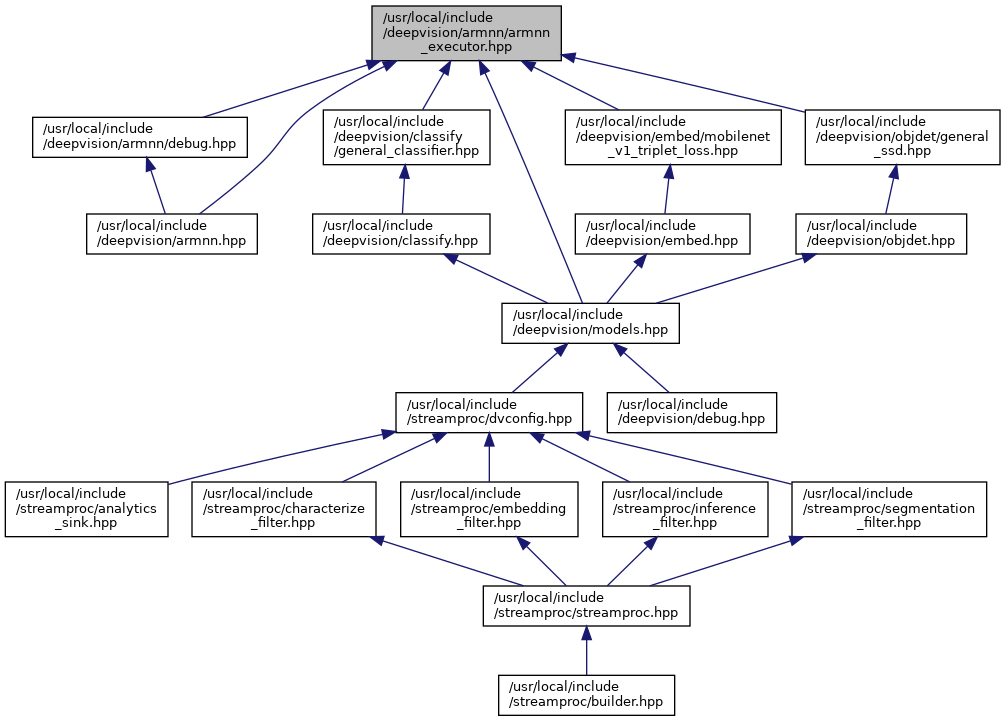 /usr/local/include
/deepvision/armnn/armnn
_executor.hpp
/usr/local/include
/deepvision/armnn/debug.hpp
/usr/local/include
/deepvision/classify
/general_classifier.hpp
/usr/local/include
/deepvision/embed/mobilenet
_v1_triplet_loss.hpp
/usr/local/include
/deepvision/objdet/general
_ssd.hpp
/usr/local/include
/deepvision/armnn.hpp
/usr/local/include
/deepvision/classify.hpp
/usr/local/include
/deepvision/embed.hpp
/usr/local/include
/deepvision/objdet.hpp
/usr/local/include
/deepvision/models.hpp
/usr/local/include
/streamproc/dvconfig.hpp
/usr/local/include
/deepvision/debug.hpp
/usr/local/include
/streamproc/analytics
_sink.hpp
/usr/local/include
/streamproc/characterize
_filter.hpp
/usr/local/include
/streamproc/embedding
_filter.hpp
/usr/local/include
/streamproc/inference
_filter.hpp
/usr/local/include
/streamproc/segmentation
_filter.hpp
/usr/local/include
/streamproc/streamproc.hpp
/usr/local/include
/streamproc/builder.hpp